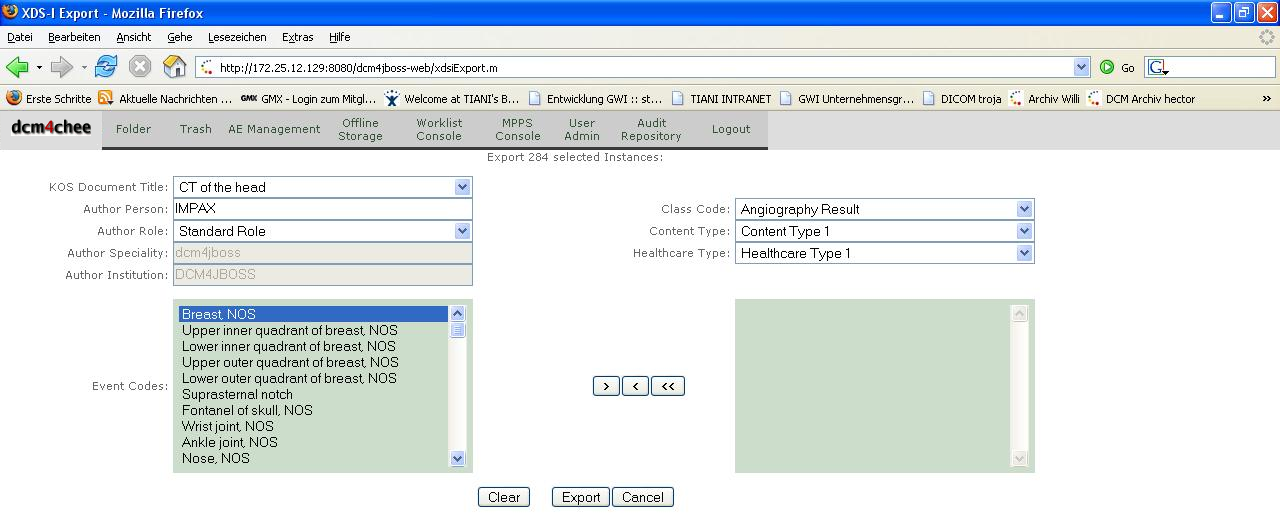 XDS-I Export - Mozilla Firefox
Datei Bearbeiten Ansicht Gehe Lesezeichen Extras Hilfe
http://172.25.12.129:8080/dcm4jboss-web/xdsiExport.m Go G
Erste Schritte Aktuelle Nachrichten ... GMX GMX - Login zum Mitgl... Welcome at TIANI's B... Entwicklung GWI :: st... TIANI INTRANET GWI Unternehmensgr... DICOM troja Archiv Willi DCM Archiv hector »
dcm4chee Folder Trash AE Management Offline Storage Worklist Console MPPS Console User Admin Audit Repository Logout
Export 284 selected Instances:
KOS Document Title: CT of the head
Author Person: IMPAX Class Code: Angiography Result
Author Role: Standard Role Content Type: Content Type 1
Author Speciality: dcm4jboss Healthcare Type: Healthcare Type 1
Author Institution: DCM4JBOSS
Breast, NOS
Upper inner quadrant of breast, NOS
Lower inner quadrant of breast, NOS
Upper outer quadrant of breast, NOS
Lower outer quadrant of breast, NOS
Event Codes: > < <<
Suprasternal notch
Fontanel of skull, NOS
Wrist joint, NOS
Ankle joint, NOS
Nose, NOS
Clear Export Cancel